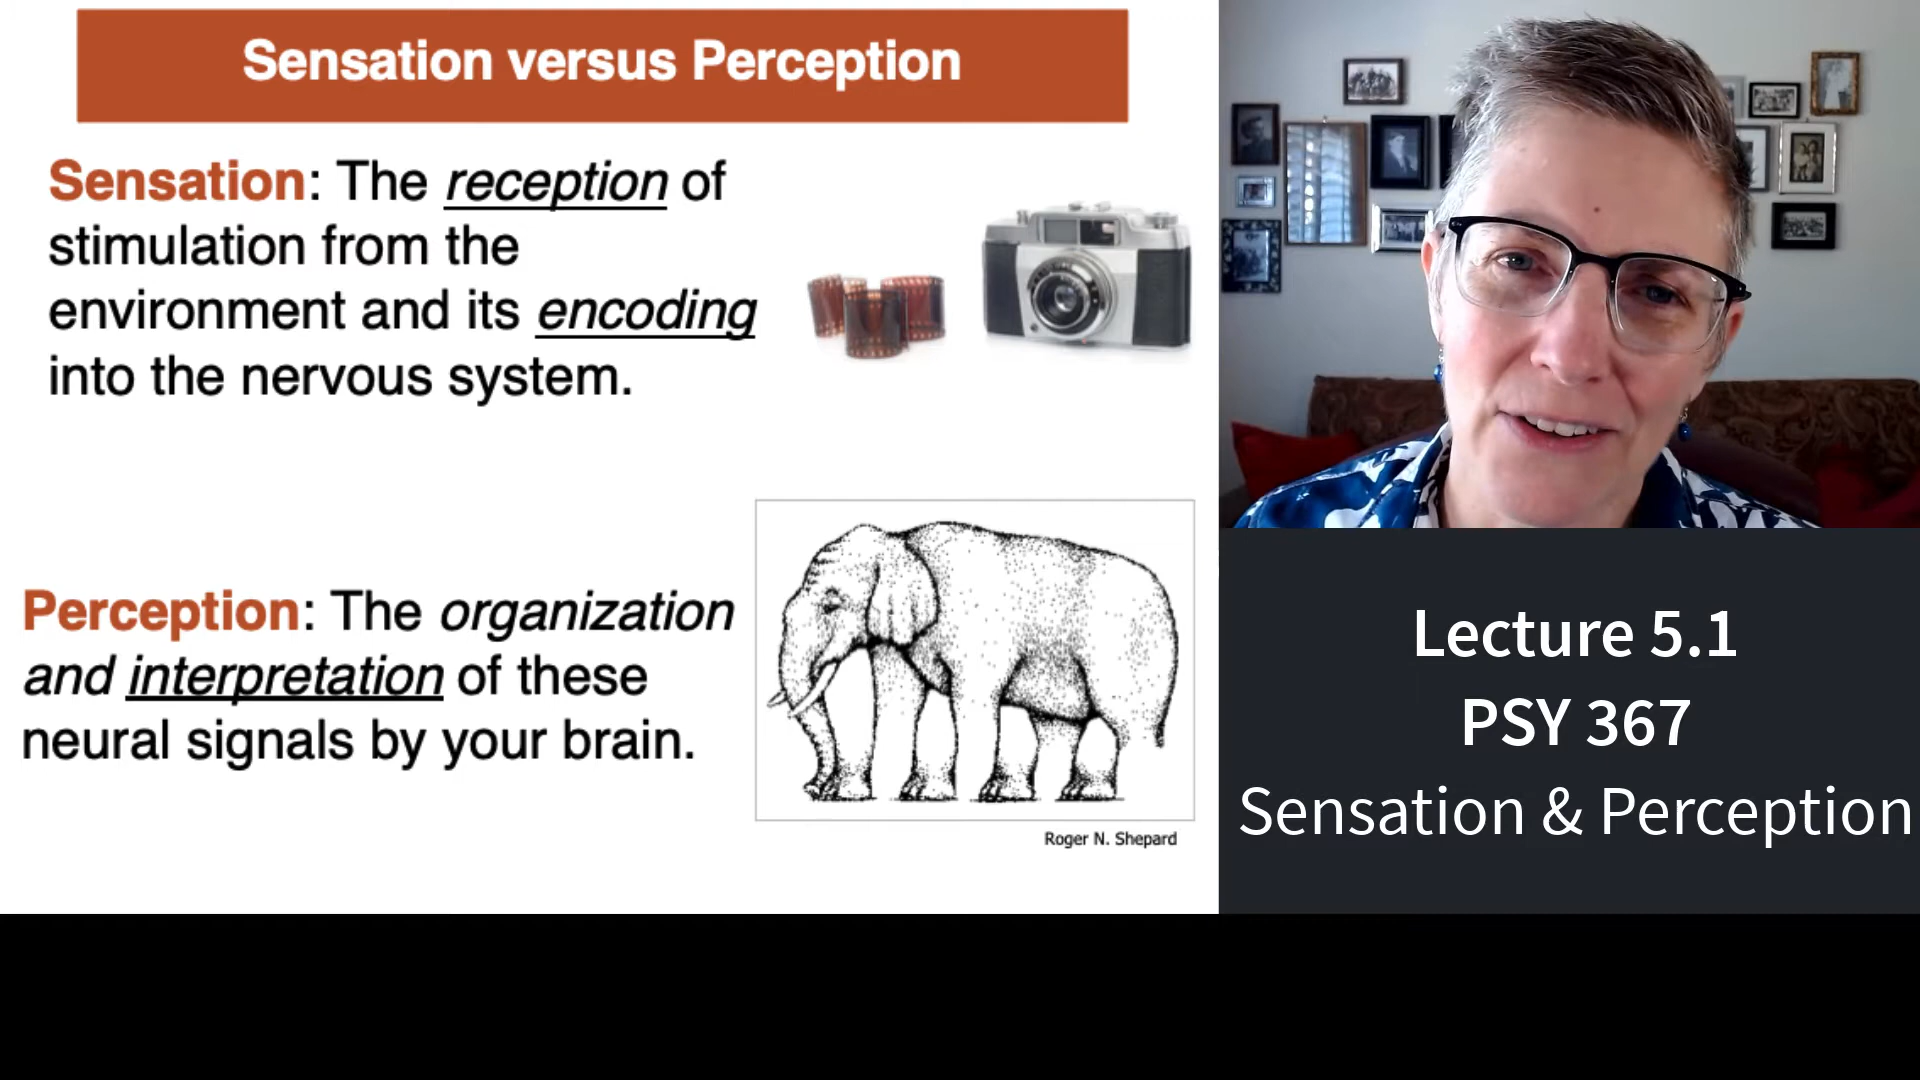 Sensation versus Perception
Sensation: The reception of
stimulation from the
environment and its encoding
into the nervous system.
Perception: The organization
and interpretation of these
neural signals by your brain.
Roger N. Shepard
Lecture 5.1
PSY 367
Sensation & Perception